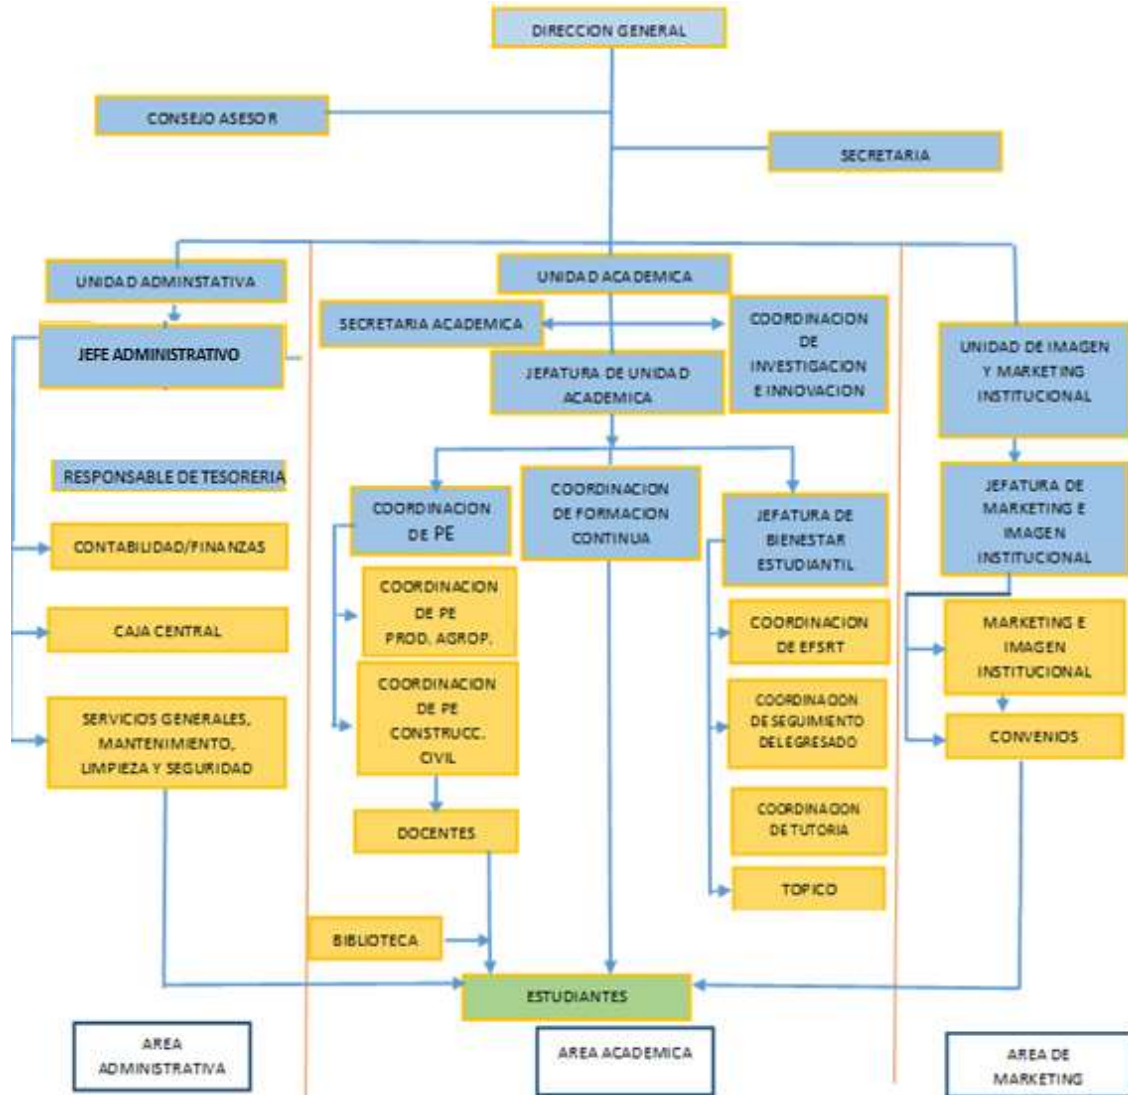 DIRECCION GENERAL
CONSEJO ASESOR
SECRETARIA
UNIDAD ADMINSTATIVA
JEFE ADMINISTRATIVO
RESPONSABLE DE TESORERIA
CONTABILIDAD/FINANZAS
CAJA CENTRAL
SERVICIOS GENERALES,
MANTENIMIENTO,
LIMPIEZA Y SEGURIDAD
UNIDAD ACADEMICA
SECRETARIA ACADEMICA
COORDINACION
DE
INVESTIGACION
E INNOVACION
JEFATURA DE UNIDAD
ACADEMICA
COORDINACION
DE PE
COORDINACION
DE PE
PROD. AGROP.
COORDINACION
DE PE
CONSTRUCC.
CIVIL
DOCENTES
BIBLIOTECA
COORDINACION
DE FORMACION
CONTINUA
JEFATURA DE
BIENESTAR
ESTUDIANTIL
COORDINACION
DE EFSRT
COORDINACION
DE SEGUIMIENTO
DEL EGRESADO
COORDINACION
DE TUTORIA
TOPICO
UNIDAD DE IMAGEN
Y MARKETING
INSTITUCIONAL
JEFATURA DE
MARKETING E
IMAGEN
INSTITUCIONAL
MARKETING E
IMAGEN
INSTITUCIONAL
CONVENIOS
ESTUDIANTES
AREA
ADMINISTRATIVA
AREA ACADEMICA
AREA DE
MARKETING